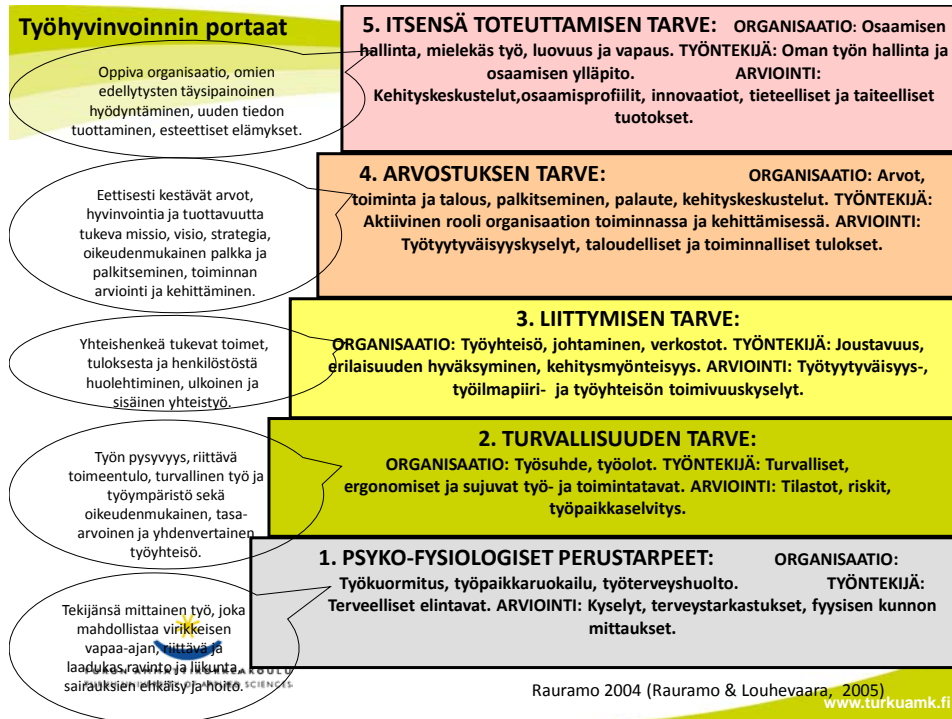 Työhyvinvoinnin portaat
5. ITSENSÄ TOTEUTTAMISEN TARVE: ORGANISAATIO: Osaamisen
hallinta, mielekäs työ, luovuus ja vapaus. TYÖNTEKIJÄ: Oman työn hallinta ja
osaamisen ylläpito. ARVIOINTI:
Kehityskeskustelut,osaamisprofiilit, innovaatiot, tieteelliset ja taiteelliset
tuotokset.
Oppiva organisaatio, omien
edellytysten täysipainoinen
hyödyntäminen, uuden tiedon
tuottaminen, esteettiset elämykset.
4. ARVOSTUKSEN TARVE: ORGANISAATIO: Arvot,
toiminta ja talous, palkitseminen, palaute, kehityskeskustelut. TYÖNTEKIJÄ:
Aktiivinen rooli organisaation toiminnassa ja kehittämisessä. ARVIOINTI:
Työtyytyväisyyskyselyt, taloudelliset ja toiminnalliset tulokset.
Eettisesti kestävät arvot,
hyvinvointia ja tuottavuutta
tukeva missio, visio, strategia,
oikeudenmukainen palkka ja
palkitseminen, toiminnan
arviointi ja kehittäminen.
3. LIITTYMISEN TARVE:
ORGANISAATIO: Työyhteisö, johtaminen, verkostot. TYÖNTEKIJÄ: Joustavuus,
erilaisuuden hyväksyminen, kehitysmyönteisyys. ARVIOINTI: Työtyytyväisyys-,
työilmapiiri- ja työyhteisön toimivuuskyselyt.
Yhteishenkeä tukevat toimet,
tuloksesta ja henkilöstöstä
huolehtiminen, ulkoinen ja
sisäinen yhteistyö.
2. TURVALLISUUDEN TARVE:
ORGANISAATIO: Työsuhde, työolot. TYÖNTEKIJÄ: Turvalliset,
ergonomiset ja sujuvat työ- ja toimintatavat. ARVIOINTI: Tilastot, riskit,
työpaikkaselvitys.
Työn pysyvyys, riittävä
toimeentulo, turvallinen työ ja
työympäristö sekä
oikeudenmukainen, tasa-
arvoinen ja yhdenvertainen
työyhteisö.
1. PSYKO-FYSIOLOGISET PERUSTARPEET: ORGANISAATIO:
Työkuormitus, työpaikkaruokailu, työterveyshuolto. TYÖNTEKIJÄ:
Terveelliset elintavat. ARVIOINTI: Kyselyt, terveystarkastukset, fyysisen kunnon
mittaukset.
Tekijänsä mittainen työ, joka
mahdollistaa virikkeisen
vapaa-ajan, riittävä ja
laadukas ravinto ja liikunta,
sairauksien ehkäisy ja hoito.
TURUN AMMATTIKORKEAKOULU
TURKU UNIVERSITY OF APPLIED SCIENCES
Rauramo 2004 (Rauramo & Louhevaara, 2005)
www.turkuamk.fi